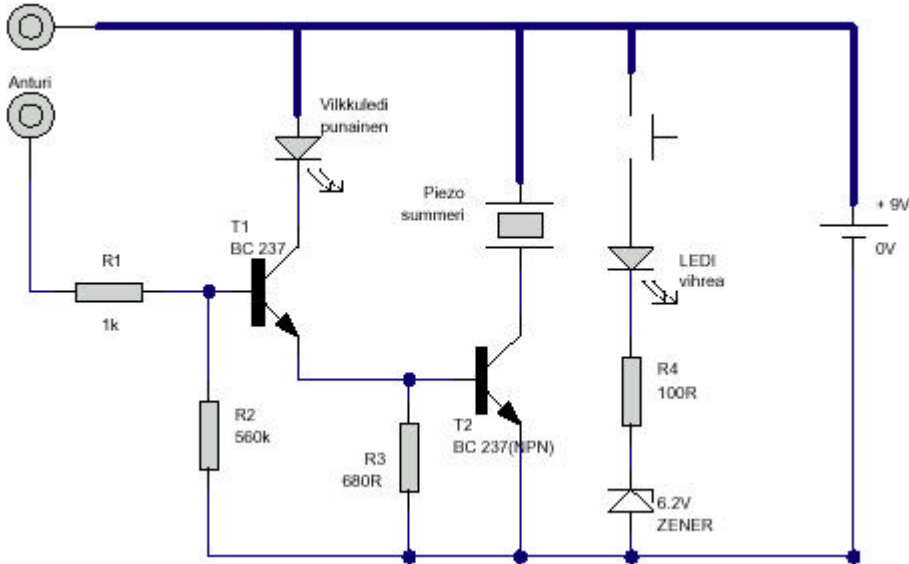 Anturi
Vilkkuledi
punainen
Piezo
summeri
+ 9V
0V
T1
BC 237
LEDI
vihrea
R1
1k
R4
100R
R2
560k
T2
BC 237(NPN)
R3
680R
6.2V
ZENER